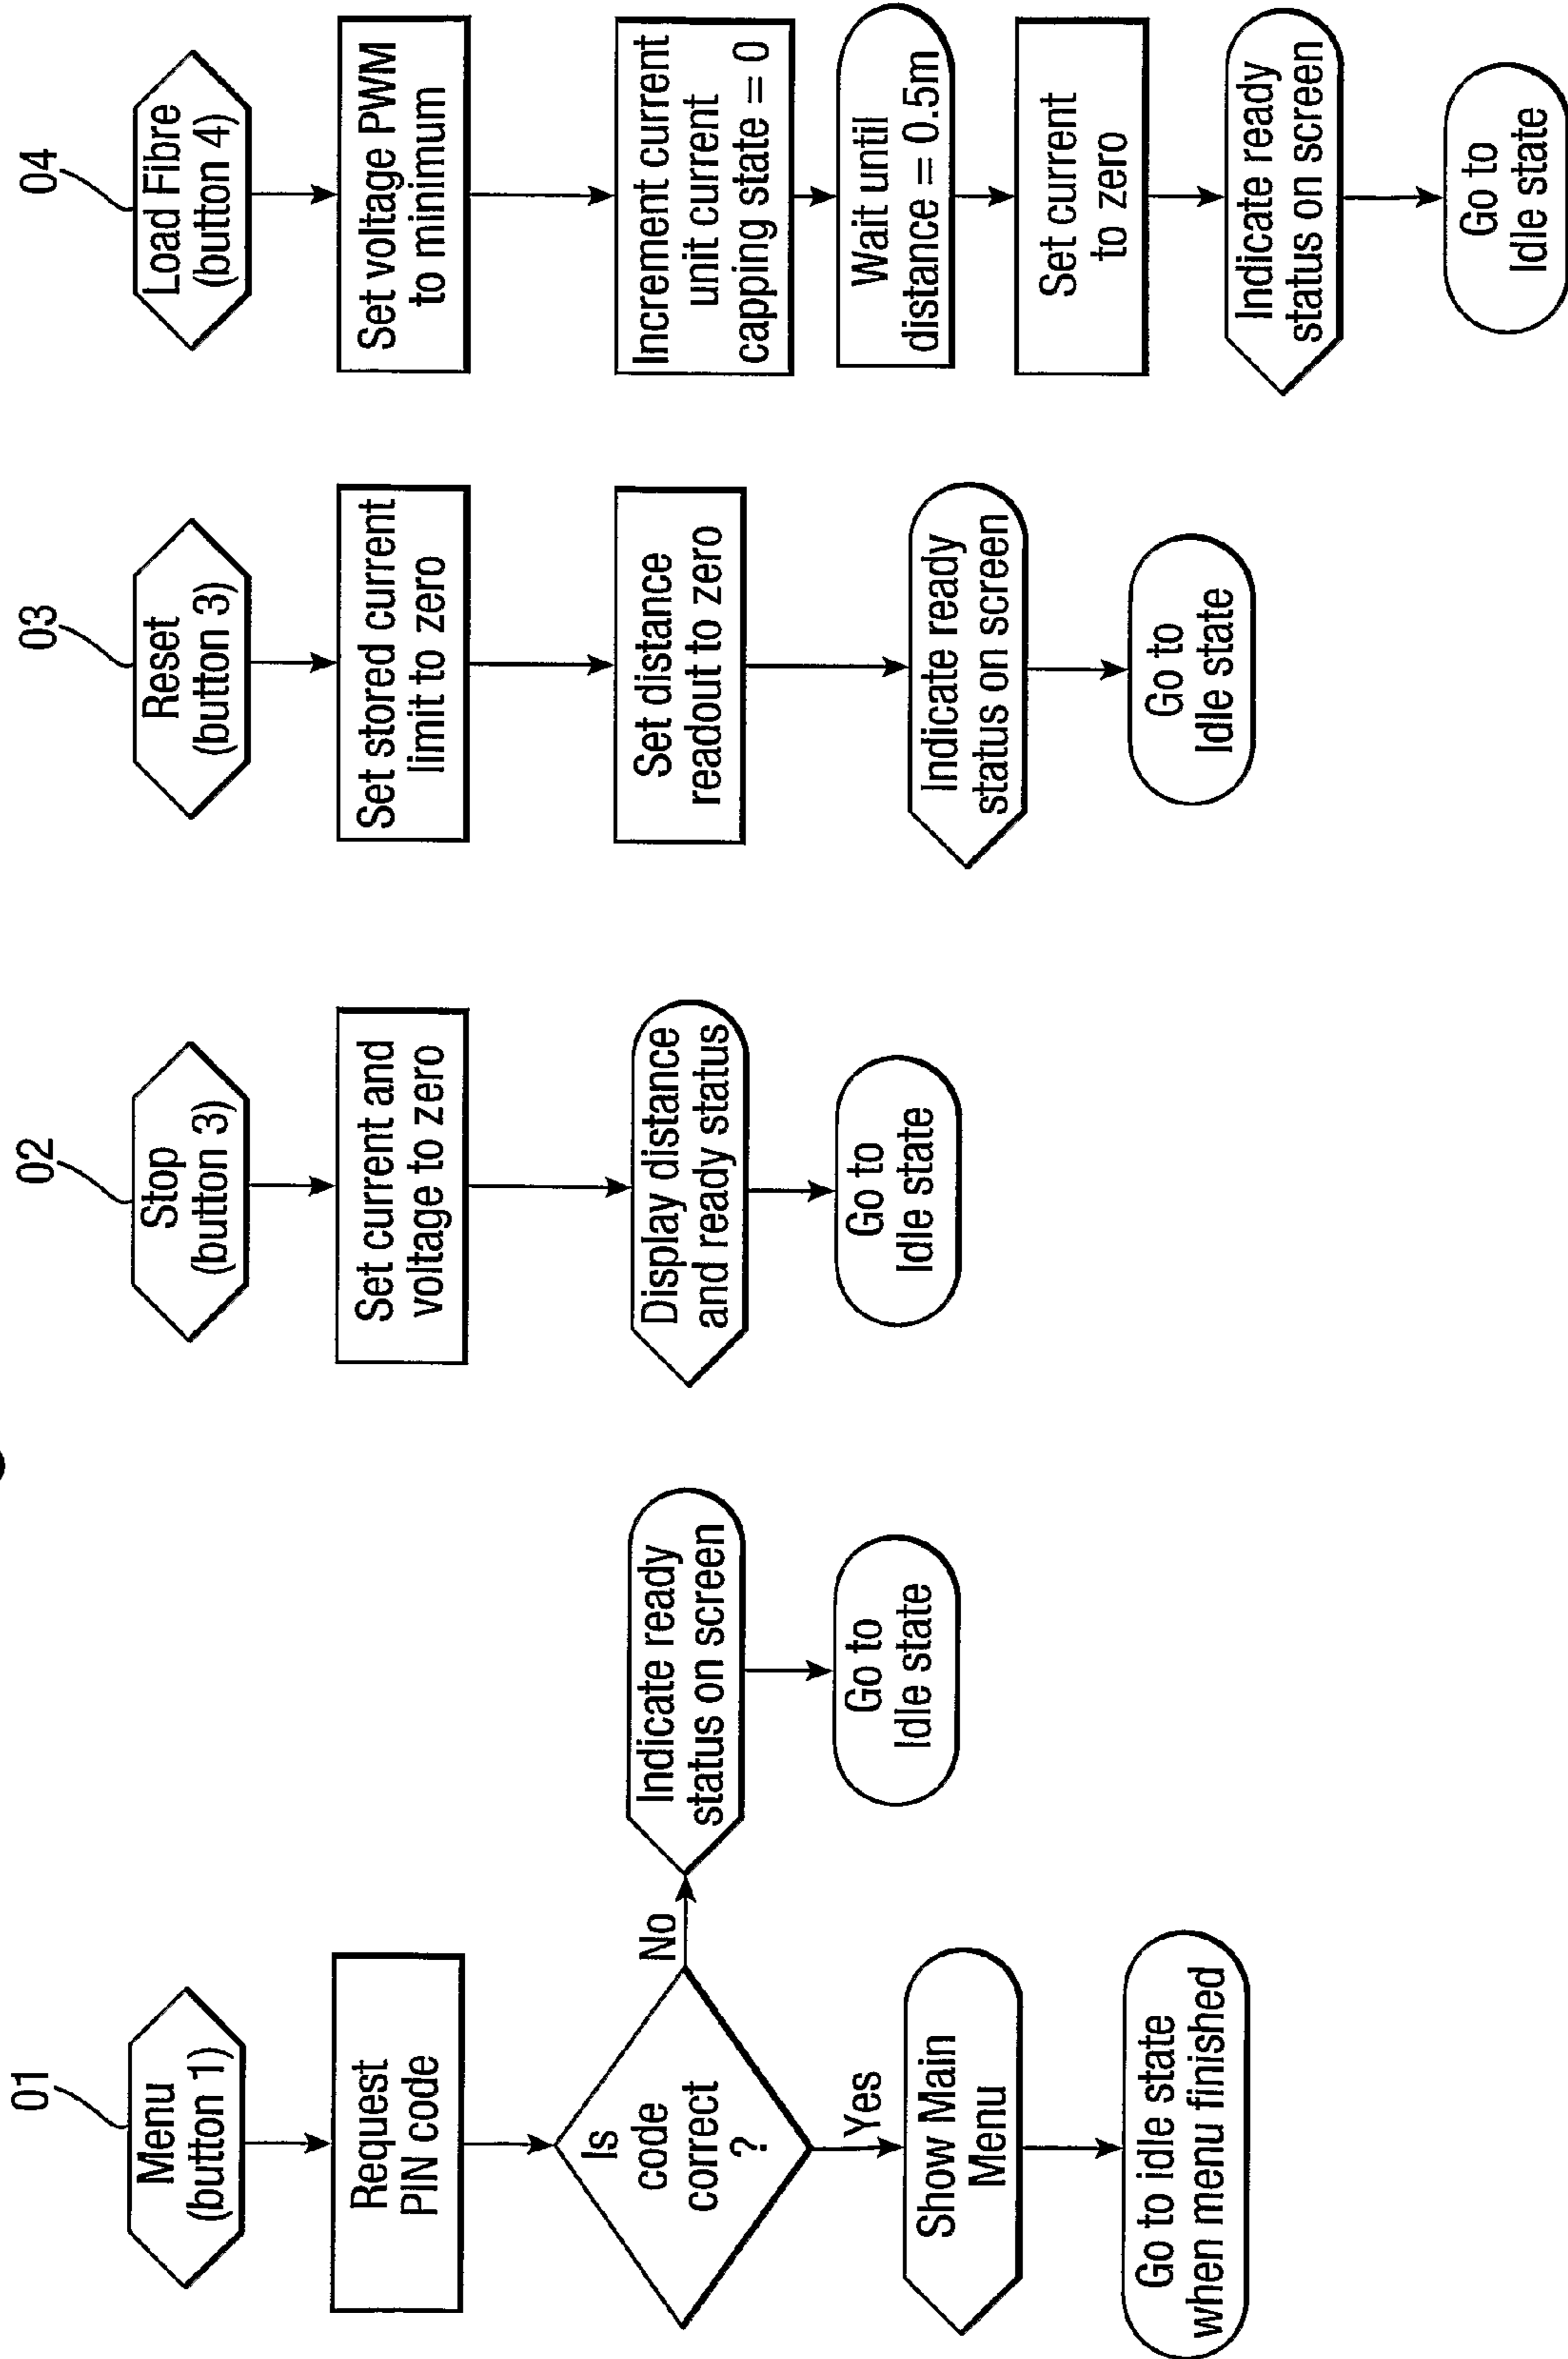 01
Menu
(button 1)
Request
PIN code
Is
code
correct
?
No
Indicate ready
status on screen
Go to
Idle state
Yes
Show Main
Menu
Go to idle state
when menu finished
02
Stop
(button 3)
Set current and
voltage to zero
Display distance
and ready status
Go to
Idle state
03
Reset
(button 3)
Set stored current
limit to zero
Set distance
readout to zero
Indicate ready
status on screen
Go to
Idle state
04
Load Fibre
(button 4)
Set voltage PWM
to minimum
Increment current
unit current
capping state = 0
Wait until
distance = 0.5m
Set current
to zero
Indicate ready
status on screen
Go to
Idle state